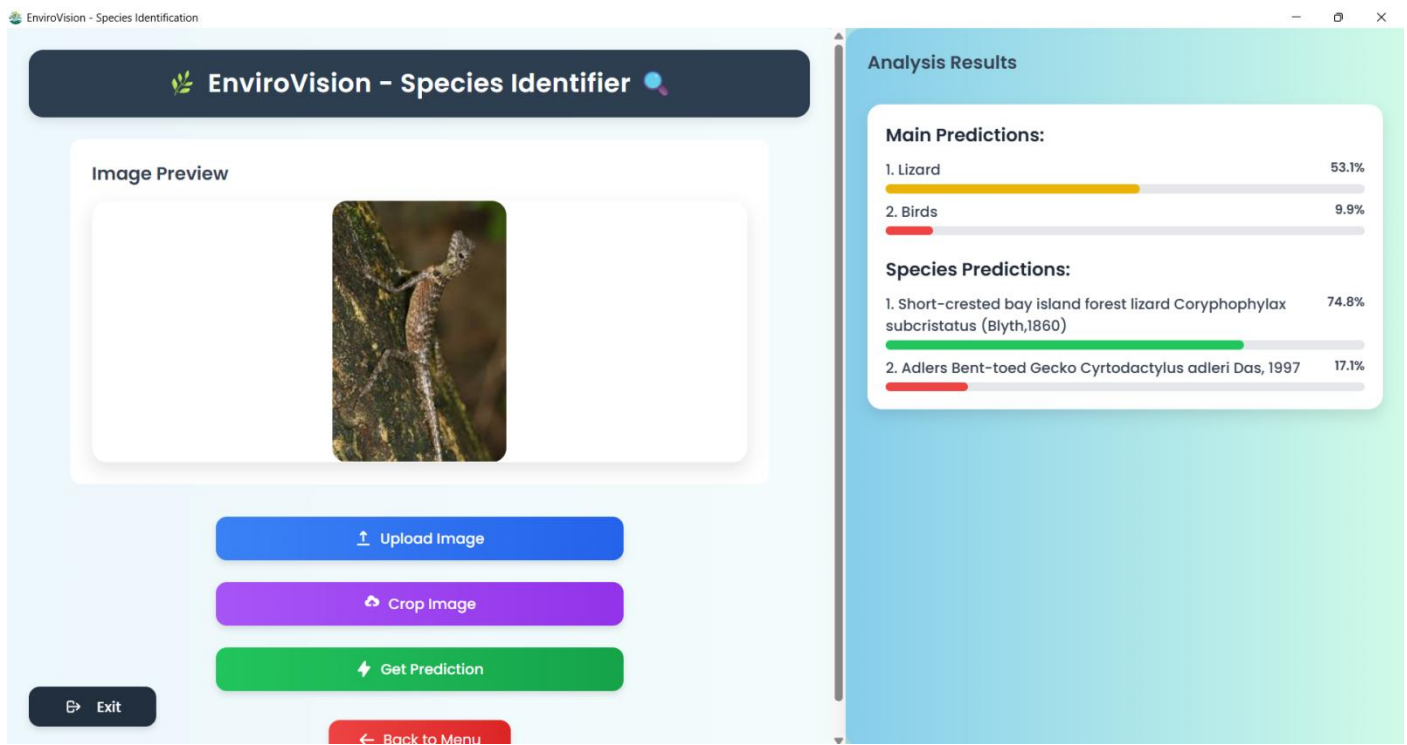 EnviroVision - Species Identification
EnviroVision - Species Identifier
Image Preview
Upload Image
Crop Image
Get Prediction
Exit
Back to Menu
Analysis Results
Main Predictions:
1. Lizard 53.1%
2. Birds 9.9%
Species Predictions:
1. Short-crested bay island forest lizard Coryphophylax 74.8%
subcristatus (Blyth,1860)
2. Adlers Bent-toed Gecko Cyrtodactylus adleri Das, 1997 17.1%